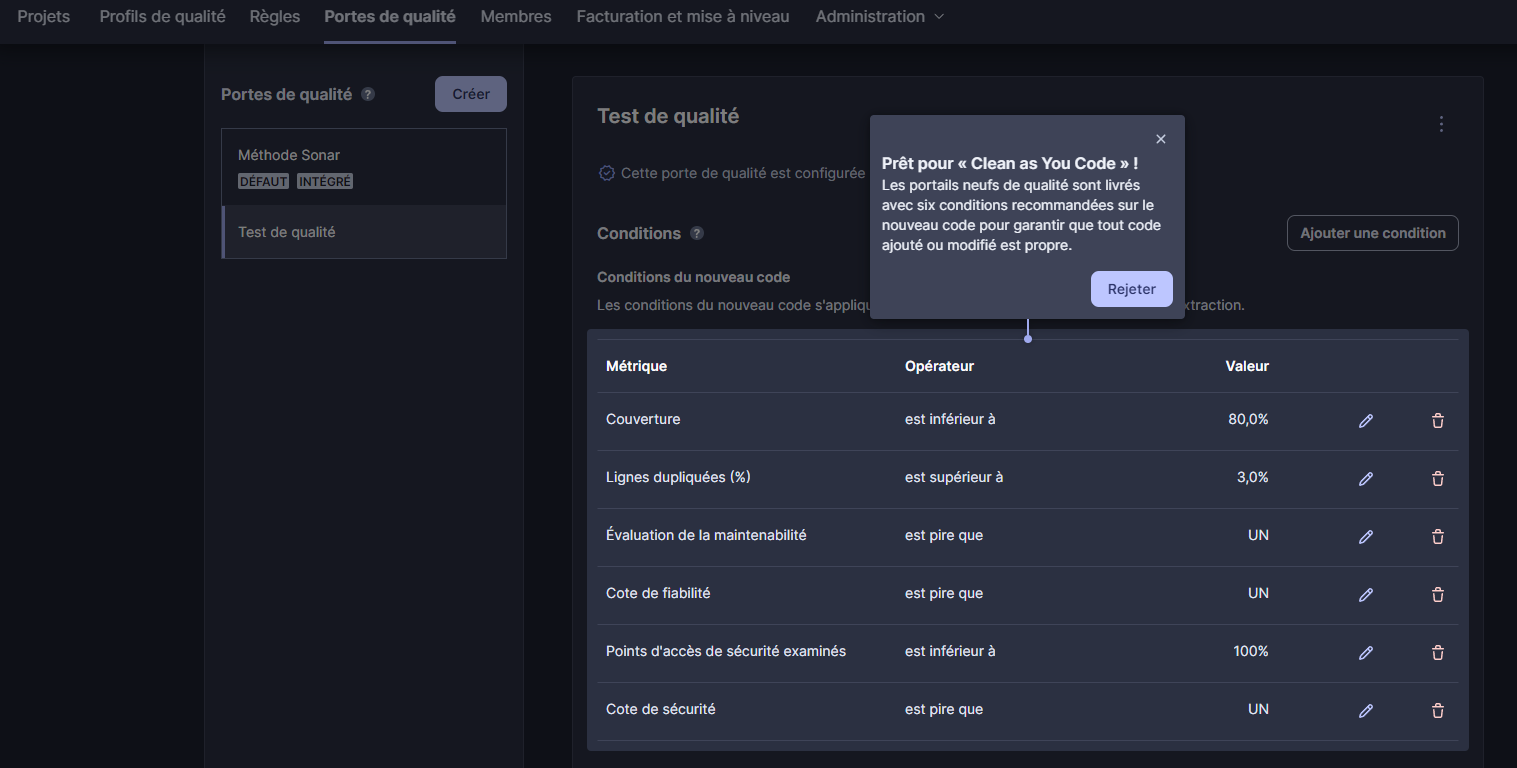 Projets Profils de qualité Règles Portes de qualité Membres Facturation et mise à niveau Administration
Portes de qualité ?
Créer
Méthode Sonar
DÉFAUT INTÉGRÉ
Test de qualité
Test de qualité
Cette porte de qualité est configurée
Prêt pour « Clean as You Code » !
Les portails neufs de qualité sont livrés
avec six conditions recommandées sur le
nouveau code pour garantir que tout code
ajouté ou modifié est propre.
Rejeter
Conditions ?
Ajouter une condition
Conditions du nouveau code
Les conditions du nouveau code s'appliqu xtraction.
Métrique Opérateur Valeur
Couverture est inférieur à 80,0%
Lignes dupliquées (%) est supérieur à 3,0%
Évaluation de la maintenabilité est pire que UN
Cote de fiabilité est pire que UN
Points d'accès de sécurité examinés est inférieur à 100%
Cote de sécurité est pire que UN